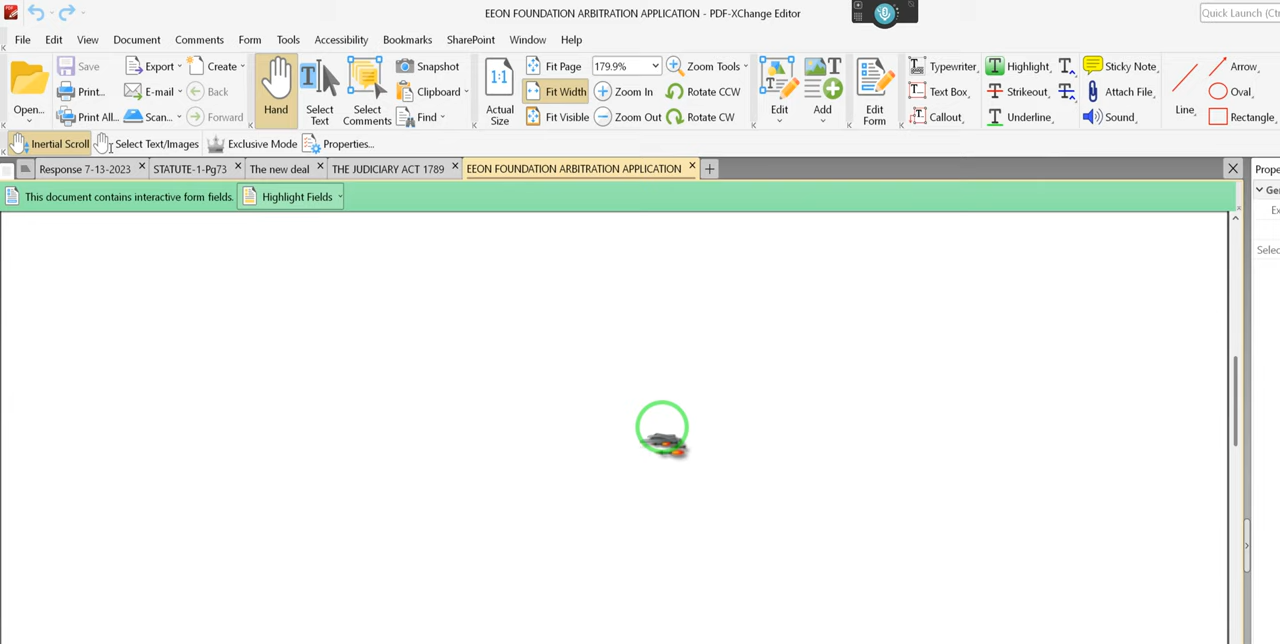 EEON FOUNDATION ARBITRATION APPLICATION - PDF-XChange Editor
Quick Launch (Ctr
File Edit View Document Comments Form Tools Accessibility Bookmarks SharePoint Window Help
Open...
Save
Print...
Print All...
Export
E-mail
Scan...
Create
Back
Forward
Hand
Select Text
Select Comments
Snapshot
Clipboard
Find
1:1
Actual Size
Fit Page
Fit Width
Fit Visible
179.9%
Zoom In
Zoom Out
Zoom Tools
Rotate CCW
Rotate CW
Edit
Add
Edit Form
Typewriter
Text Box
Callout
Highlight
Strikeout
Underline
Sticky Note
Attach File
Sound
Line
Arrow
Oval
Rectangle
Inertial Scroll Select Text/Images Exclusive Mode Properties...
Response 7-13-2023 STATUTE-1-Pg73 The new deal THE JUDICIARY ACT 1789 EEON FOUNDATION ARBITRATION APPLICATION
This document contains interactive form fields. Highlight Fields
Prope
Ge
Ex
Selec